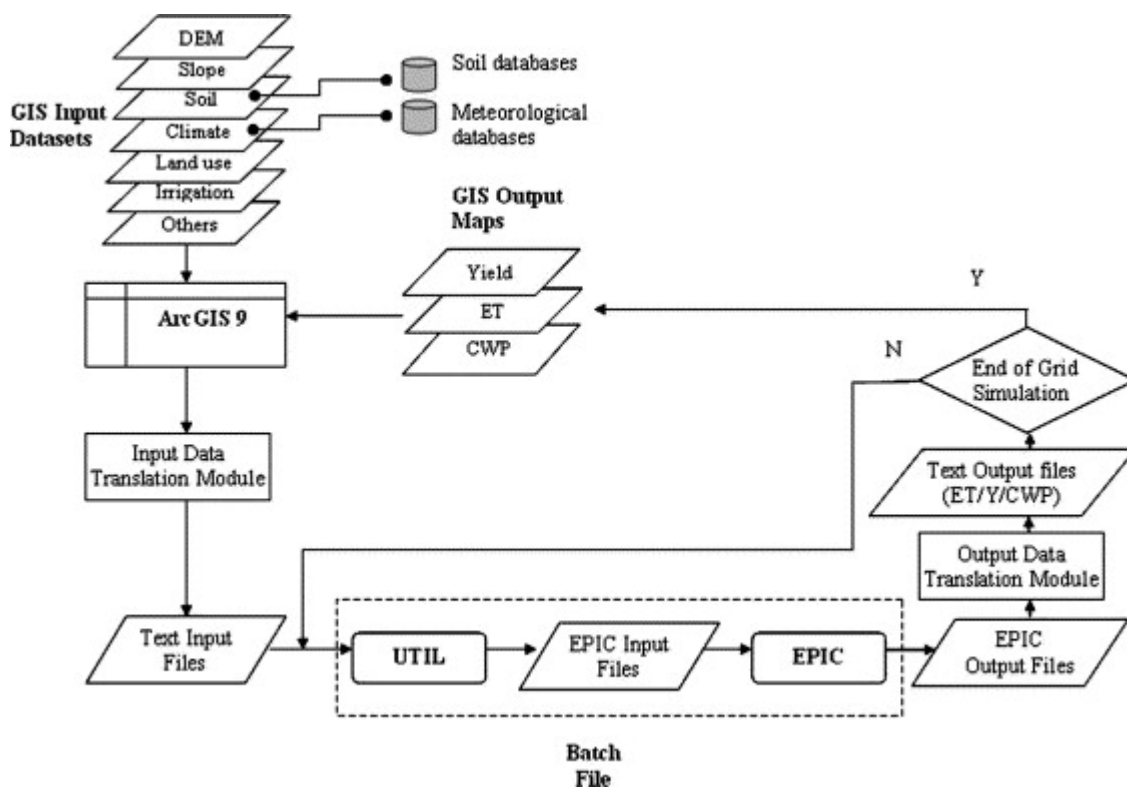 DEM
Slope
Soil
Climate
Land use
Irrigation
Others
GIS Input
Datasets
Soil databases
Meteorological
databases
GIS Output
Maps
Yield
ET
CWP
ArcGIS 9
Y
N
End of Grid
Simulation
Input Data
Translation Module
Text Output files
(ET/Y/CWP)
Output Data
Translation Module
Text Input
Files
UTIL
EPIC Input
Files
EPIC
EPIC
Output Files
Batch
File